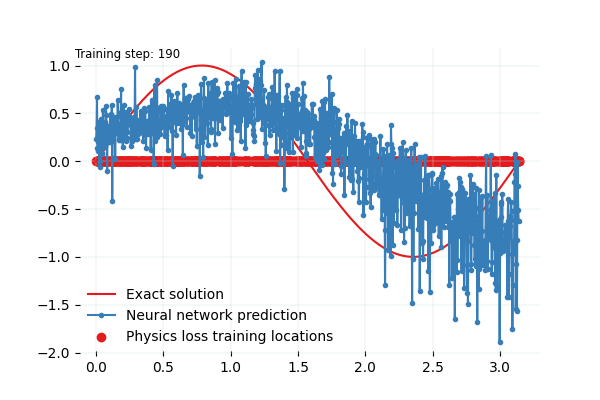 Training step: 190
1.0
0.5
0.0
−0.5
−1.0
−1.5
−2.0
Exact solution
Neural network prediction
Physics loss training locations
0.0 0.5 1.0 1.5 2.0 2.5 3.0